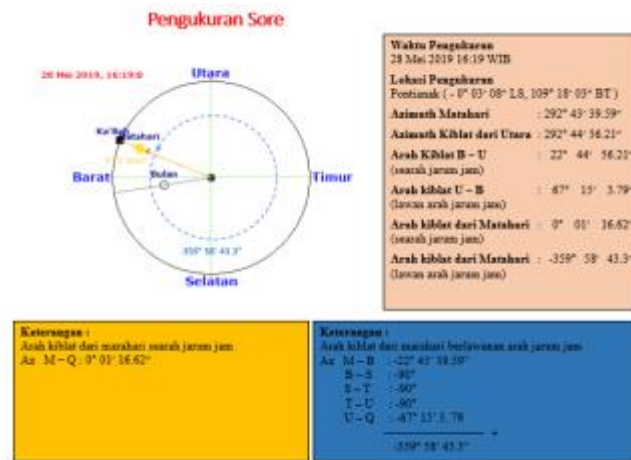 Pengukuran Sore
28 Mei 2019, 16:19:0
Utara
Ka'Bah
Matahari
Bulan
Barat
Timur
-359° 58' 43.3"
Selatan
Waktu Pengukuran
28 Mei 2019 16:19 WIB
Lokasi Pengukuran
Pontianak ( - 0° 03' 08" LS, 109° 18' 03" BT )
Azimuth Matahari : 292° 43' 39.59"
Azimuth Kiblat dari Utara : 292° 44' 56.21"
Arah Kiblat B – U : 22° 44' 56.21"
(searah jarum jam)
Arah kiblat U – B : 67° 15' 3.79"
(lawan arah jarum jam)
Arah kiblat dari Matahari : 0° 01' 16.62"
(searah jarum jam)
Arah kiblat dari Matahari : -359° 58' 43.3"
(lawan arah jarum jam)
Keterangan :
Arah kiblat dari marahari searah jarum jam
Az M – Q : 0° 01' 16.62"
Keterangan :
Arah kiblat dari marahari berlawanan arah jarum jam
Az M – B : -22° 43' 39.59"
B – S : -90°
S – T : -90°
T – U : -90°
U – Q : -67° 15' 3.79
+
-359° 58' 43.3"